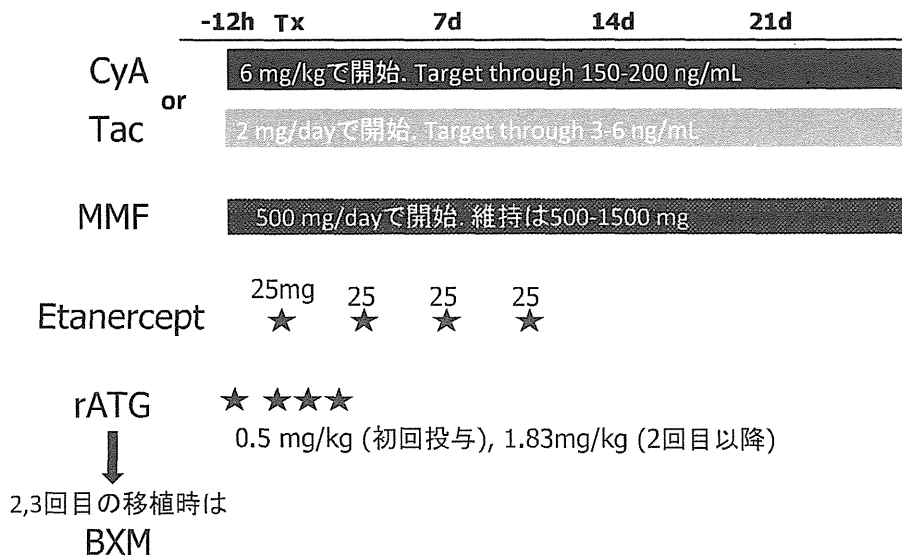 -12h Tx 7d 14d 21d
CyA 6 mg/kgで開始. Target through 150-200 ng/mL
or
Tac 2 mg/dayで開始. Target through 3-6 ng/mL
MMF 500 mg/dayで開始. 維持は500-1500 mg
25mg 25 25 25
Etanercept
rATG
0.5 mg/kg (初回投与), 1.83mg/kg (2回目以降)
2,3回目の移植時は
BXM